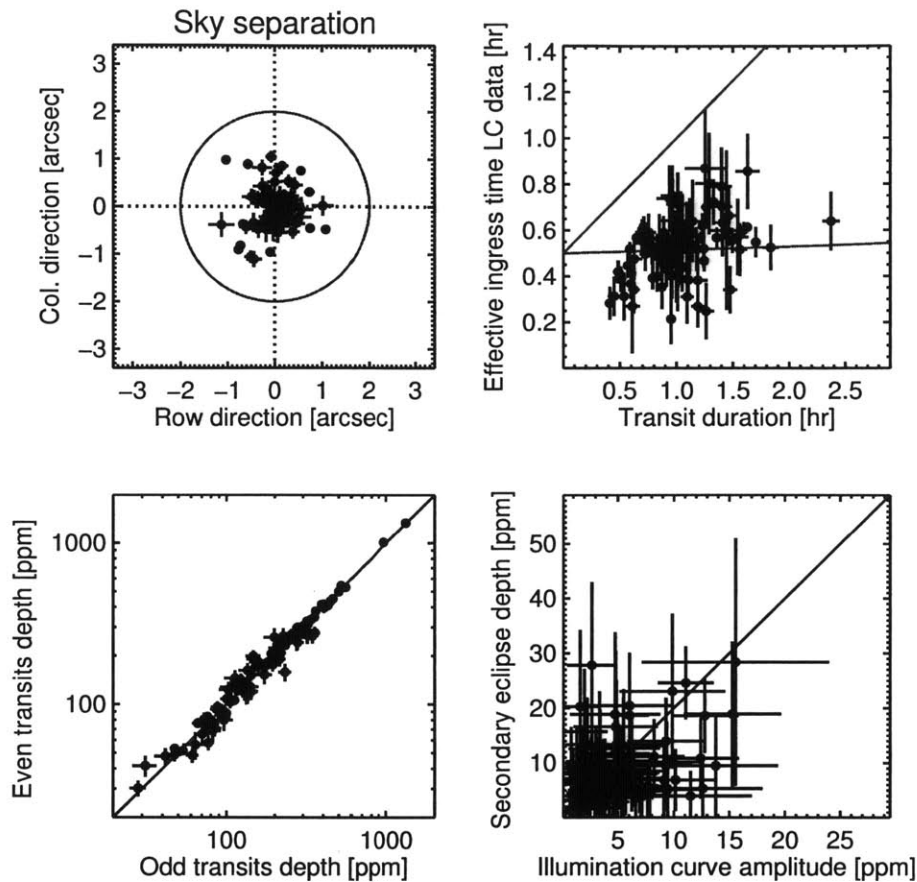 Sky separation
Col. direction [arcsec]
3
2
1
0
−1
−2
−3
−3 −2 −1 0 1 2 3
Row direction [arcsec]
Effective ingress time LC data [hr]
1.4
1.2
1.0
0.8
0.6
0.4
0.2
0.5 1.0 1.5 2.0 2.5
Transit duration [hr]
Even transits depth [ppm]
1000
100
100 1000
Odd transits depth [ppm]
Secondary eclipse depth [ppm]
50
40
30
20
10
5 10 15 20 25
Illumination curve amplitude [ppm]